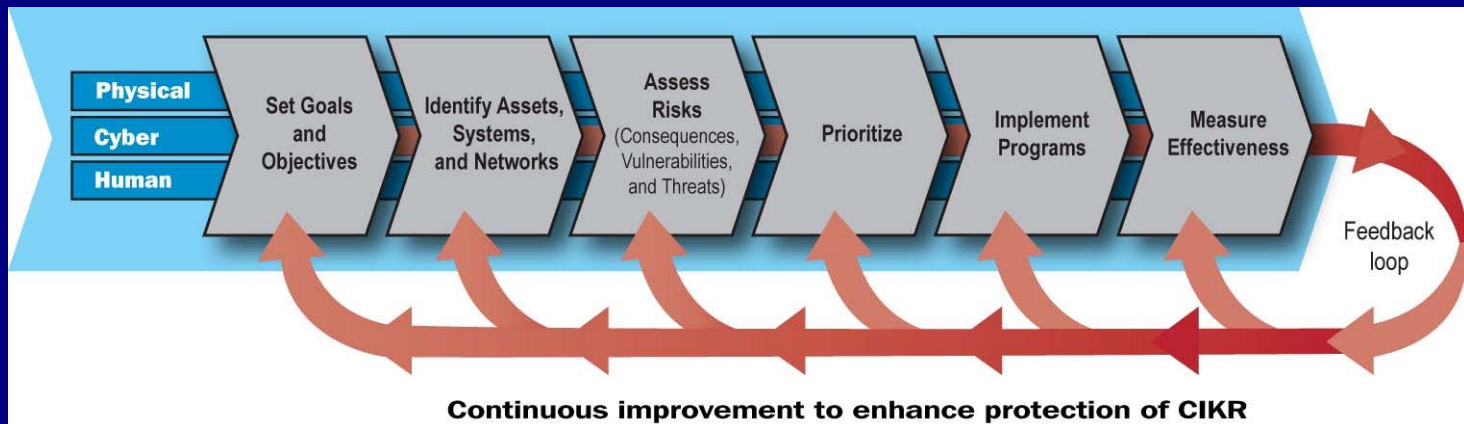 Physical
Cyber
Human
Set Goals
and
Objectives
Identify Assets,
Systems,
and Networks
Assess
Risks
(Consequences,
Vulnerabilities,
and Threats)
Prioritize
Implement
Programs
Measure
Effectiveness
Feedback
loop
Continuous improvement to enhance protection of CIKR